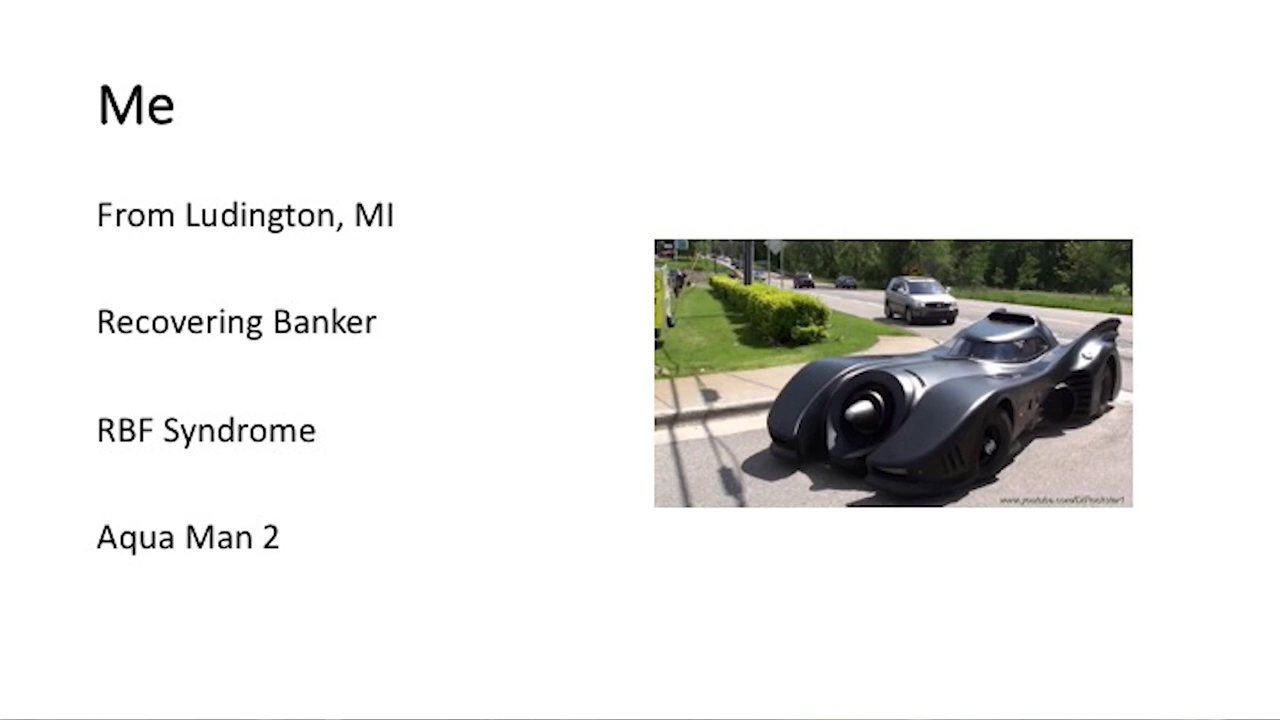 Me
From Ludington, MI
Recovering Banker
RBF Syndrome
Aqua Man 2